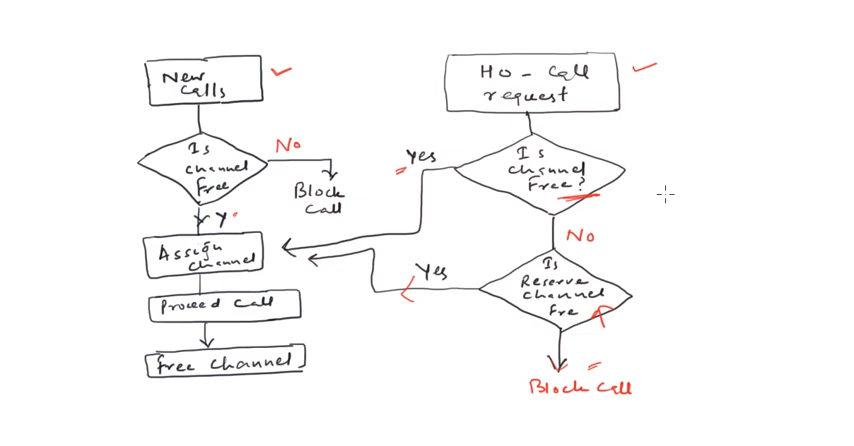 New
Calls
Is
Channel
Free
No
Block
Call
Y
Assign
Channel
Proceed Call
Free Channel
HO - Call
request
Is
Channel
Free?
Yes
No
Is
Reserve
Channel
Fre
Yes
Block Call